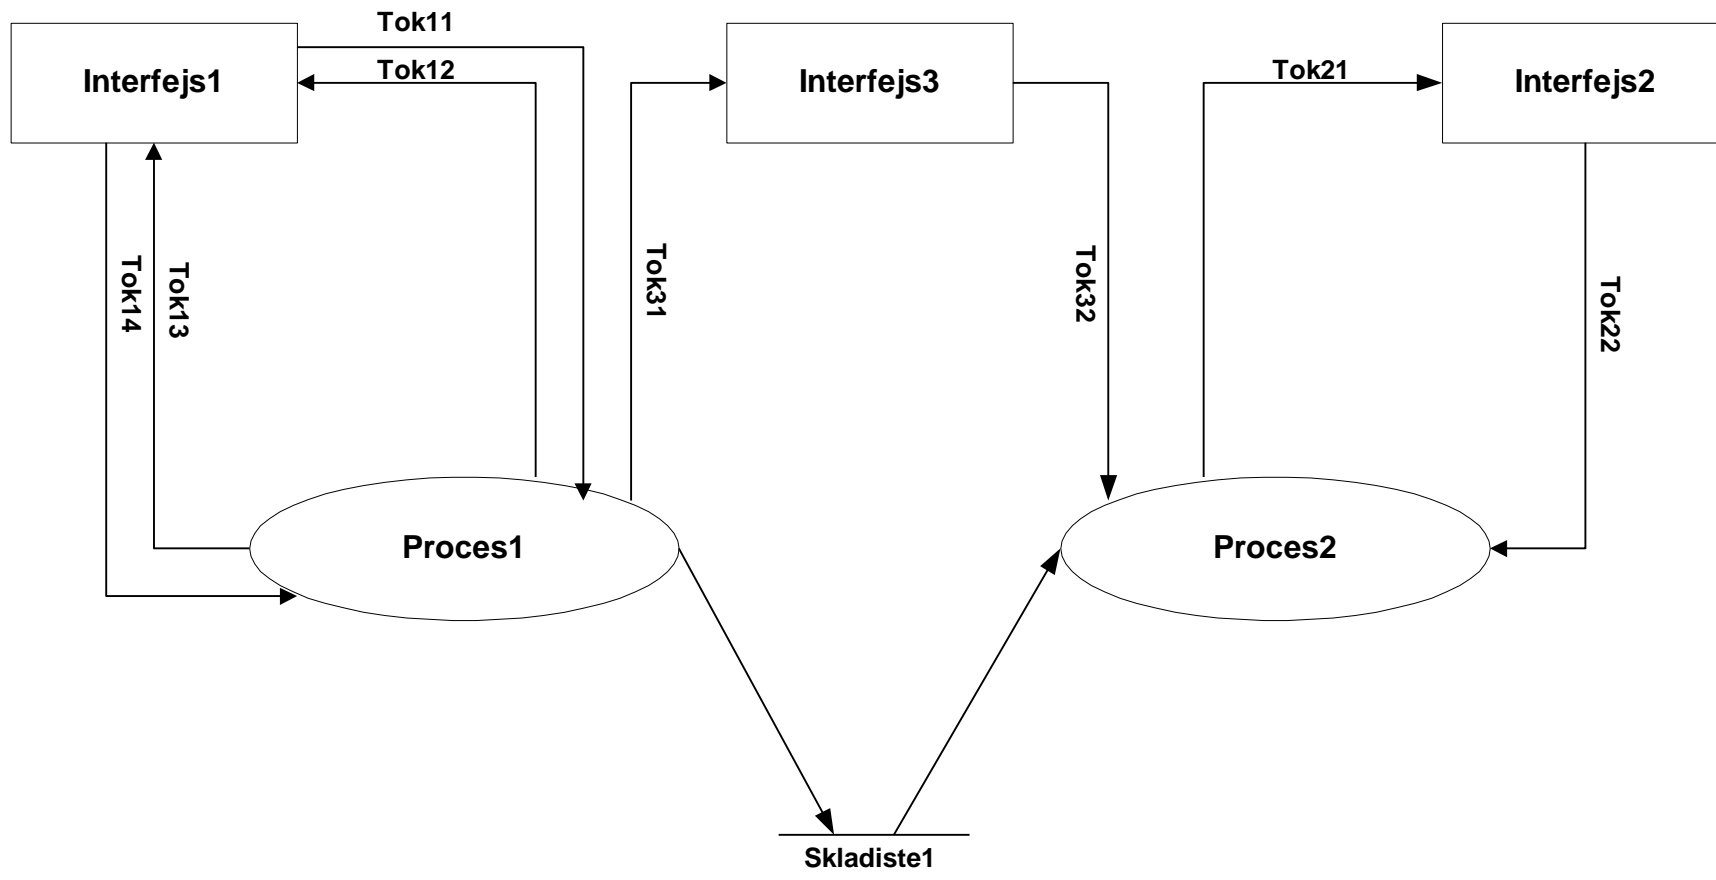 Tok11
Tok12
Interfejs1
Interfejs3
Tok21
Interfejs2
Tok14
Tok13
Tok31
Tok32
Tok22
Proces1
Proces2
Skladiste1